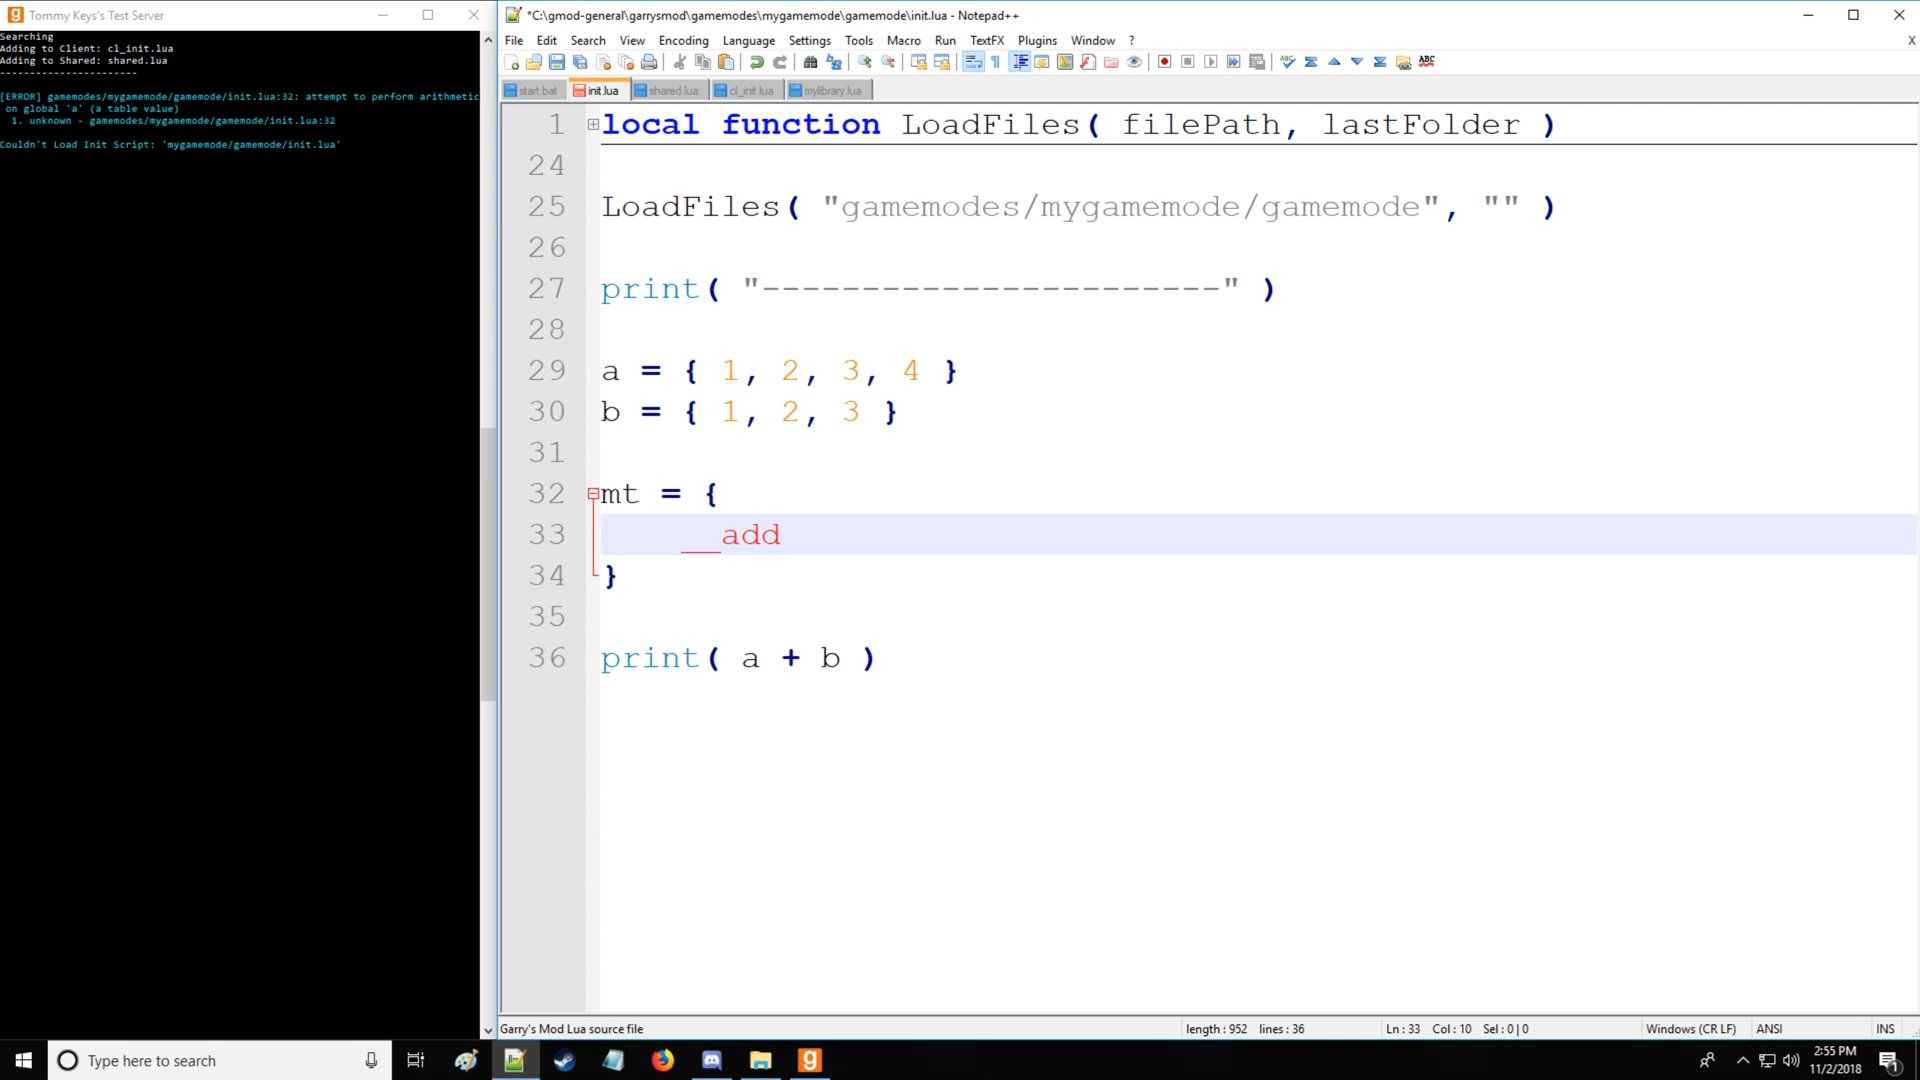 Tommy Keys's Test Server
Searching
Adding to Client: cl_init.lua
Adding to Shared: shared.lua
-----------------------
[ERROR] gamemodes/mygamemode/gamemode/init.lua:32: attempt to perform arithmetic
on global 'a' (a table value)
1. unknown - gamemodes/mygamemode/gamemode/init.lua:32
Couldn't Load Init Script: 'mygamemode/gamemode/init.lua'
*C:\gmod-general\garrysmod\gamemodes\mygamemode\gamemode\init.lua - Notepad++
File Edit Search View Encoding Language Settings Tools Macro Run TextFX Plugins Window ? X
start.bat init.lua shared.lua cl_init.lua mylibrary.lua
1 local function LoadFiles( filePath, lastFolder )
24
25 LoadFiles( "gamemodes/mygamemode/gamemode", "" )
26
27 print( "-----------------------" )
28
29 a = { 1, 2, 3, 4 }
30 b = { 1, 2, 3 }
31
32 mt = {
33 __add
34 }
35
36 print( a + b )
Garry's Mod Lua source file length : 952 lines : 36 Ln : 33 Col : 10 Sel : 0 | 0 Windows (CR LF) ANSI INS
Type here to search
2:55 PM
11/2/2018